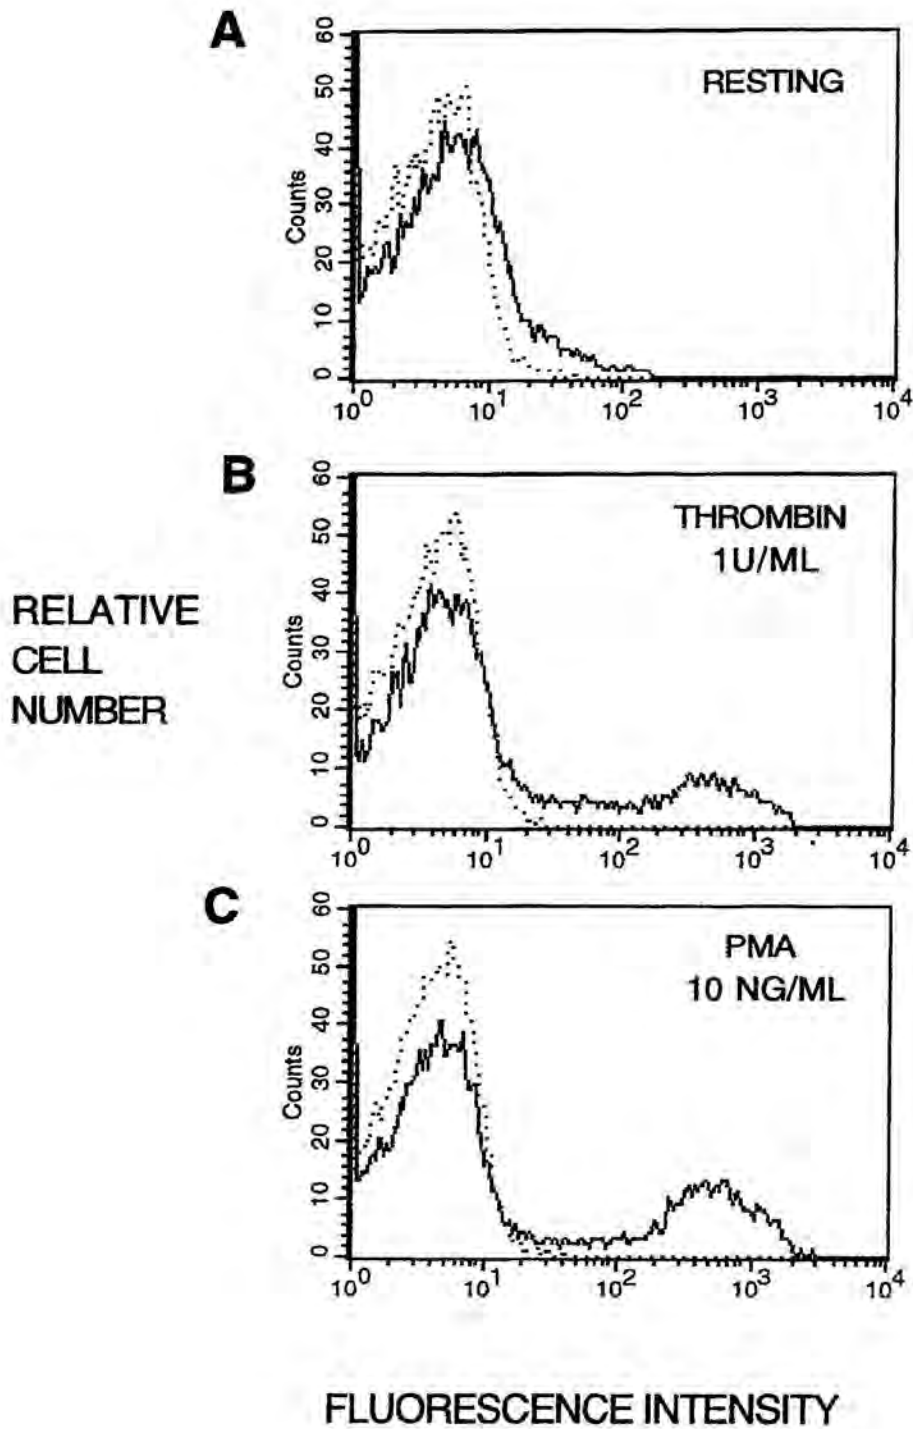 A
RESTING
60
50
40
30
20
10
0
Counts
10^0 10^1 10^2 10^3 10^4
B
THROMBIN
1U/ML
60
50
40
30
20
10
0
Counts
10^0 10^1 10^2 10^3 10^4
RELATIVE
CELL
NUMBER
C
PMA
10 NG/ML
60
50
40
30
20
10
0
Counts
10^0 10^1 10^2 10^3 10^4
FLUORESCENCE INTENSITY